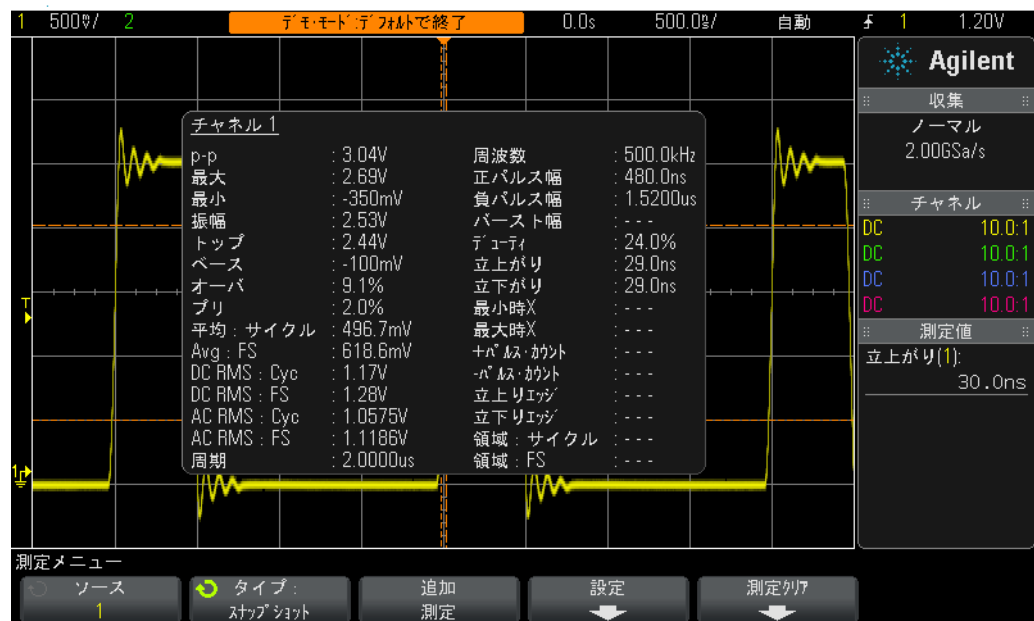 1 500㎷/ 2 デモ・モード:デフォルトで終了 0.0s 500.0㎱/ 自動 1 1.20V
Agilent
収集
ノーマル
2.00GSa/s
チャネル
DC 10.0:1
DC 10.0:1
DC 10.0:1
DC 10.0:1
測定値
立上がり(1):
30.0ns
チャネル 1
p-p : 3.04V 周波数 : 500.0kHz
最大 : 2.69V 正パルス幅 : 480.0ns
最小 : -350mV 負パルス幅 : 1.5200us
振幅 : 2.53V バースト幅 : - - -
トップ : 2.44V デューティ : 24.0%
ベース : -100mV 立上がり : 29.0ns
オーバ : 9.1% 立下がり : 29.0ns
プリ : 2.0% 最小時X : - - -
平均 : サイクル : 496.7mV 最大時X : - - -
Avg : FS : 618.6mV +パルス・カウント : - - -
DC RMS : Cyc : 1.17V -パルス・カウント : - - -
DC RMS : FS : 1.28V 立上りエッジ : - - -
AC RMS : Cyc : 1.0575V 立下りエッジ : - - -
AC RMS : FS : 1.1186V 領域 : サイクル : - - -
周期 : 2.0000us 領域 : FS : - - -
T
1
測定メニュー
ソース タイプ : 追加 設定 測定クリア
1 スナップショット 測定